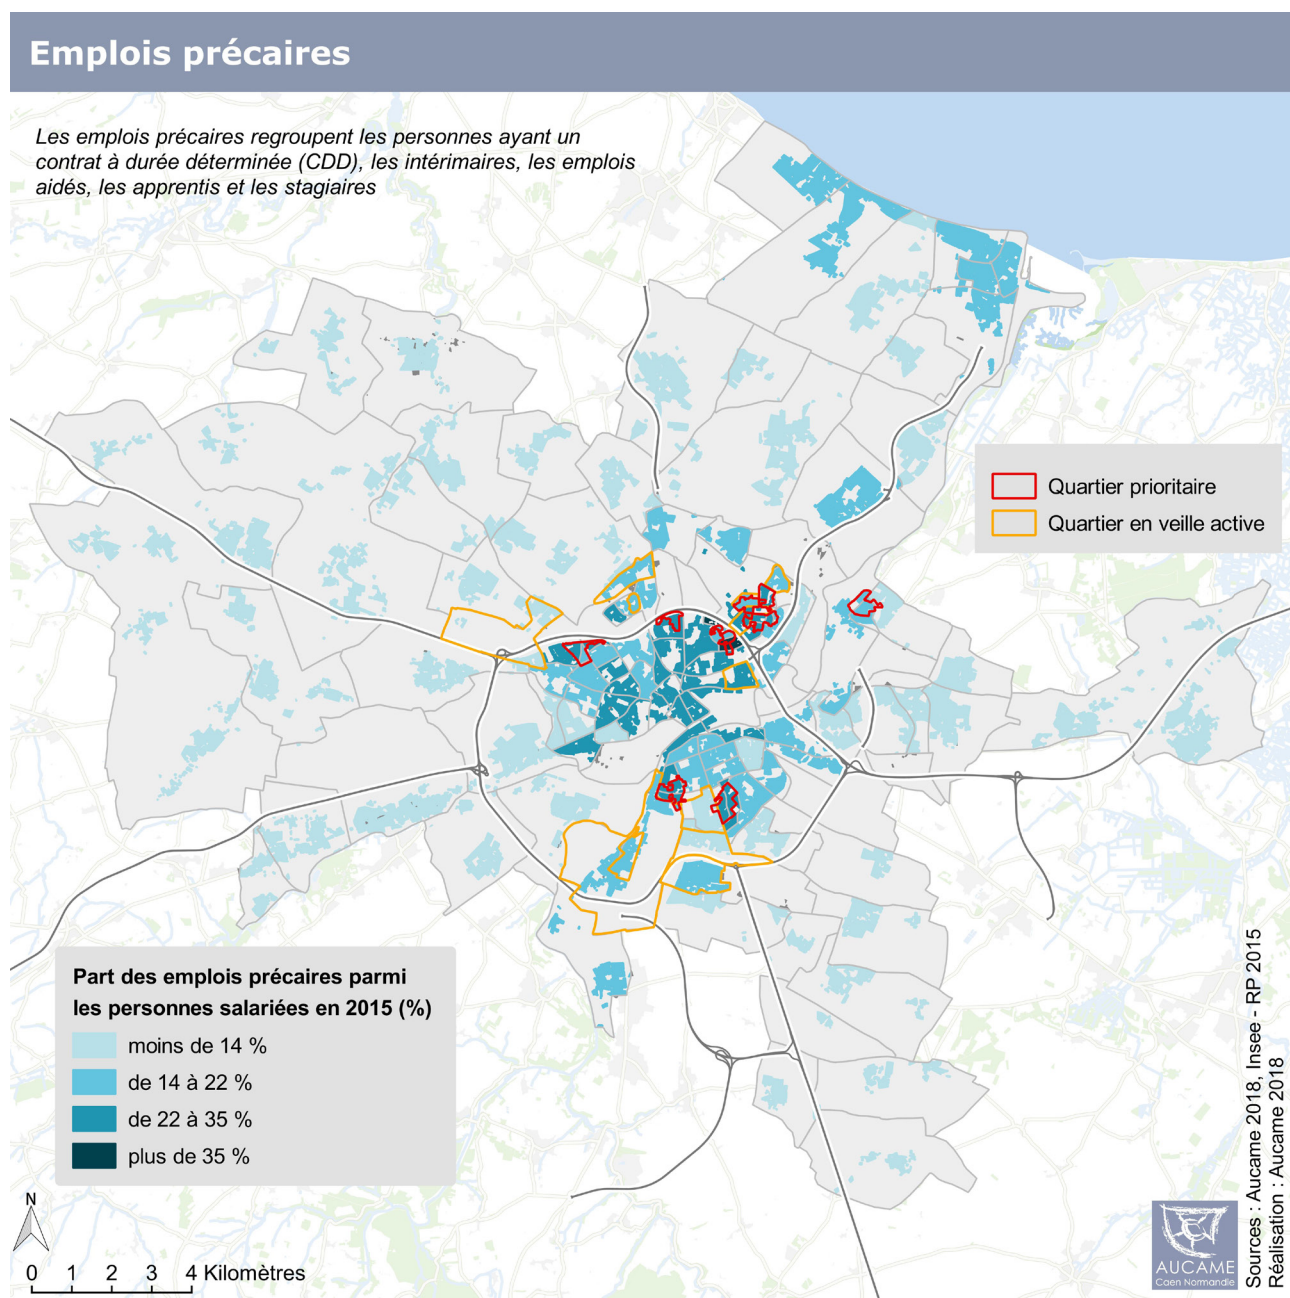 Emplois précaires
Les emplois précaires regroupent les personnes ayant un
contrat à durée déterminée (CDD), les intérimaires, les emplois
aidés, les apprentis et les stagiaires
Quartier prioritaire
Quartier en veille active
Part des emplois précaires parmi
les personnes salariées en 2015 (%)
moins de 14 %
de 14 à 22 %
de 22 à 35 %
plus de 35 %
N
0 1 2 3 4 Kilomètres
AUCAME
Caen Normandie
Sources : Aucame 2018, Insee - RP 2015
Réalisation : Aucame 2018